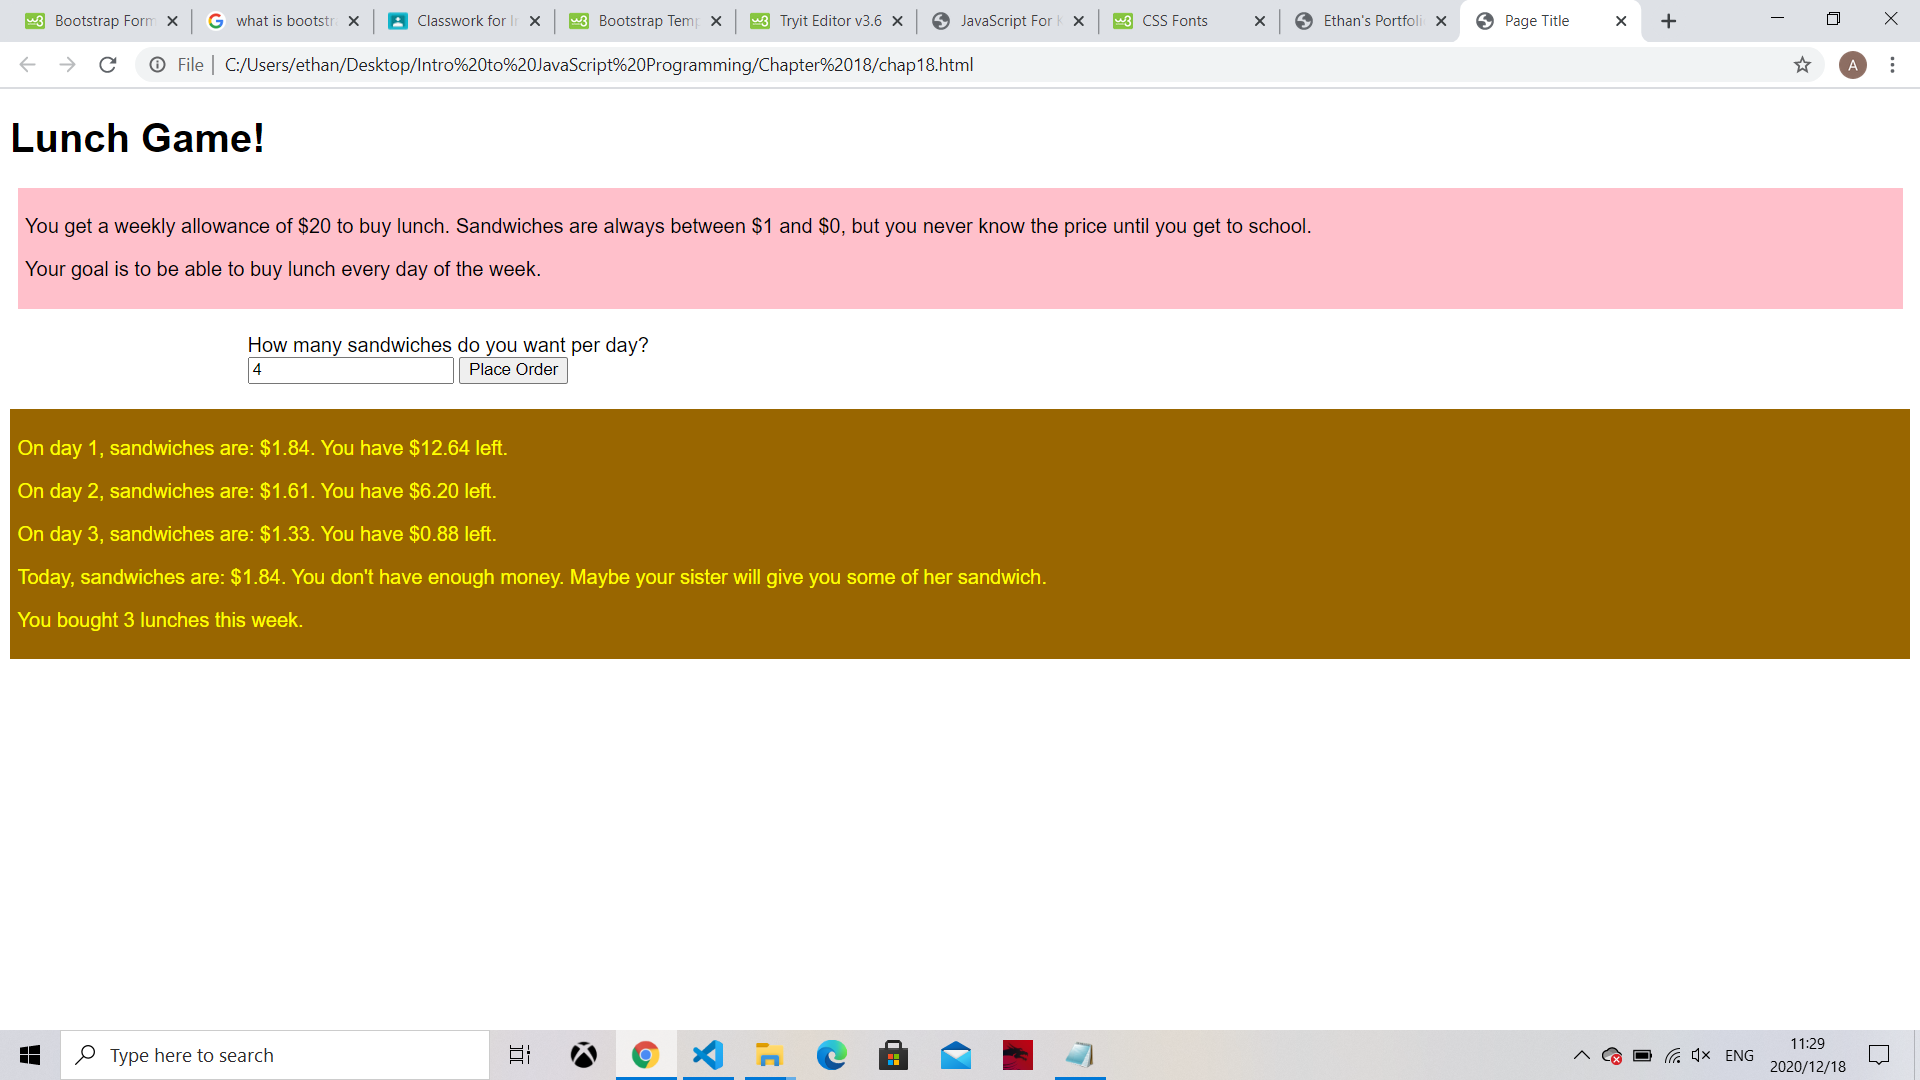 Bootstrap Form
what is bootstr
Classwork for I
Bootstrap Temp
Tryit Editor v3.6
JavaScript For K
CSS Fonts
Ethan's Portfoli
Page Title
File
C:/Users/ethan/Desktop/Intro%20to%20JavaScript%20Programming/Chapter%2018/chap18.html
A
Lunch Game!
You get a weekly allowance of $20 to buy lunch. Sandwiches are always between $1 and $0, but you never know the price until you get to school.
Your goal is to be able to buy lunch every day of the week.
How many sandwiches do you want per day?
4 Place Order
On day 1, sandwiches are: $1.84. You have $12.64 left.
On day 2, sandwiches are: $1.61. You have $6.20 left.
On day 3, sandwiches are: $1.33. You have $0.88 left.
Today, sandwiches are: $1.84. You don't have enough money. Maybe your sister will give you some of her sandwich.
You bought 3 lunches this week.
Type here to search
ENG
11:29
2020/12/18